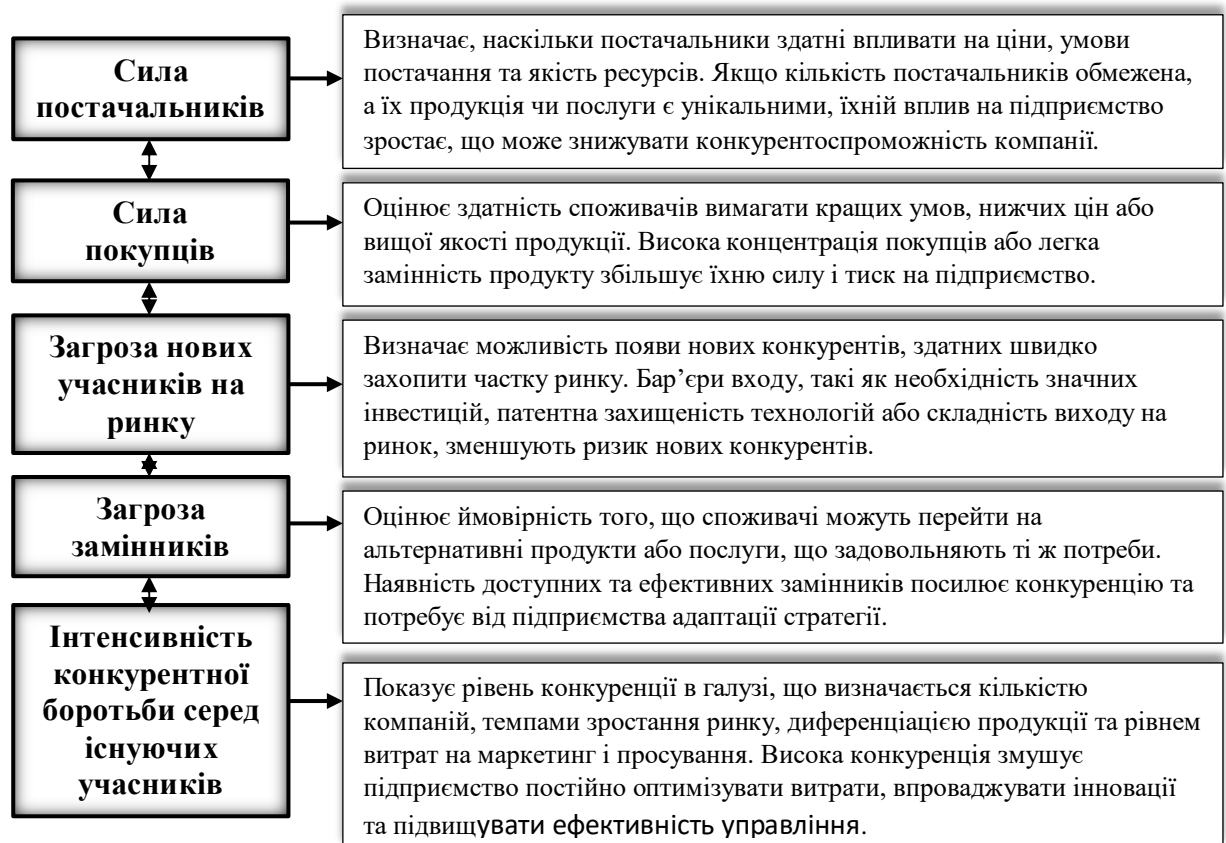 Сила
постачальників
Визначає, наскільки постачальники здатні впливати на ціни, умови
постачання та якість ресурсів. Якщо кількість постачальників обмежена,
а їх продукція чи послуги є унікальними, їхній вплив на підприємство
зростає, що може знижувати конкурентоспроможність компанії.
Сила
покупців
Оцінює здатність споживачів вимагати кращих умов, нижчих цін або
вищої якості продукції. Висока концентрація покупців або легка
замінність продукту збільшує їхню силу і тиск на підприємство.
Загроза нових
учасників на
ринку
Визначає можливість появи нових конкурентів, здатних швидко
захопити частку ринку. Бар’єри входу, такі як необхідність значних
інвестицій, патентна захищеність технологій або складність виходу на
ринок, зменшують ризик нових конкурентів.
Загроза
замінників
Оцінює ймовірність того, що споживачі можуть перейти на
альтернативні продукти або послуги, що задовольняють ті ж потреби.
Наявність доступних та ефективних замінників посилює конкуренцію та
потребує від підприємства адаптації стратегії.
Інтенсивність
конкурентної
боротьби серед
існуючих
учасників
Показує рівень конкуренції в галузі, що визначається кількістю
компаній, темпами зростання ринку, диференціацією продукції та рівнем
витрат на маркетинг і просування. Висока конкуренція змушує
підприємство постійно оптимізувати витрати, впроваджувати інновації
та підвищувати ефективність управління.